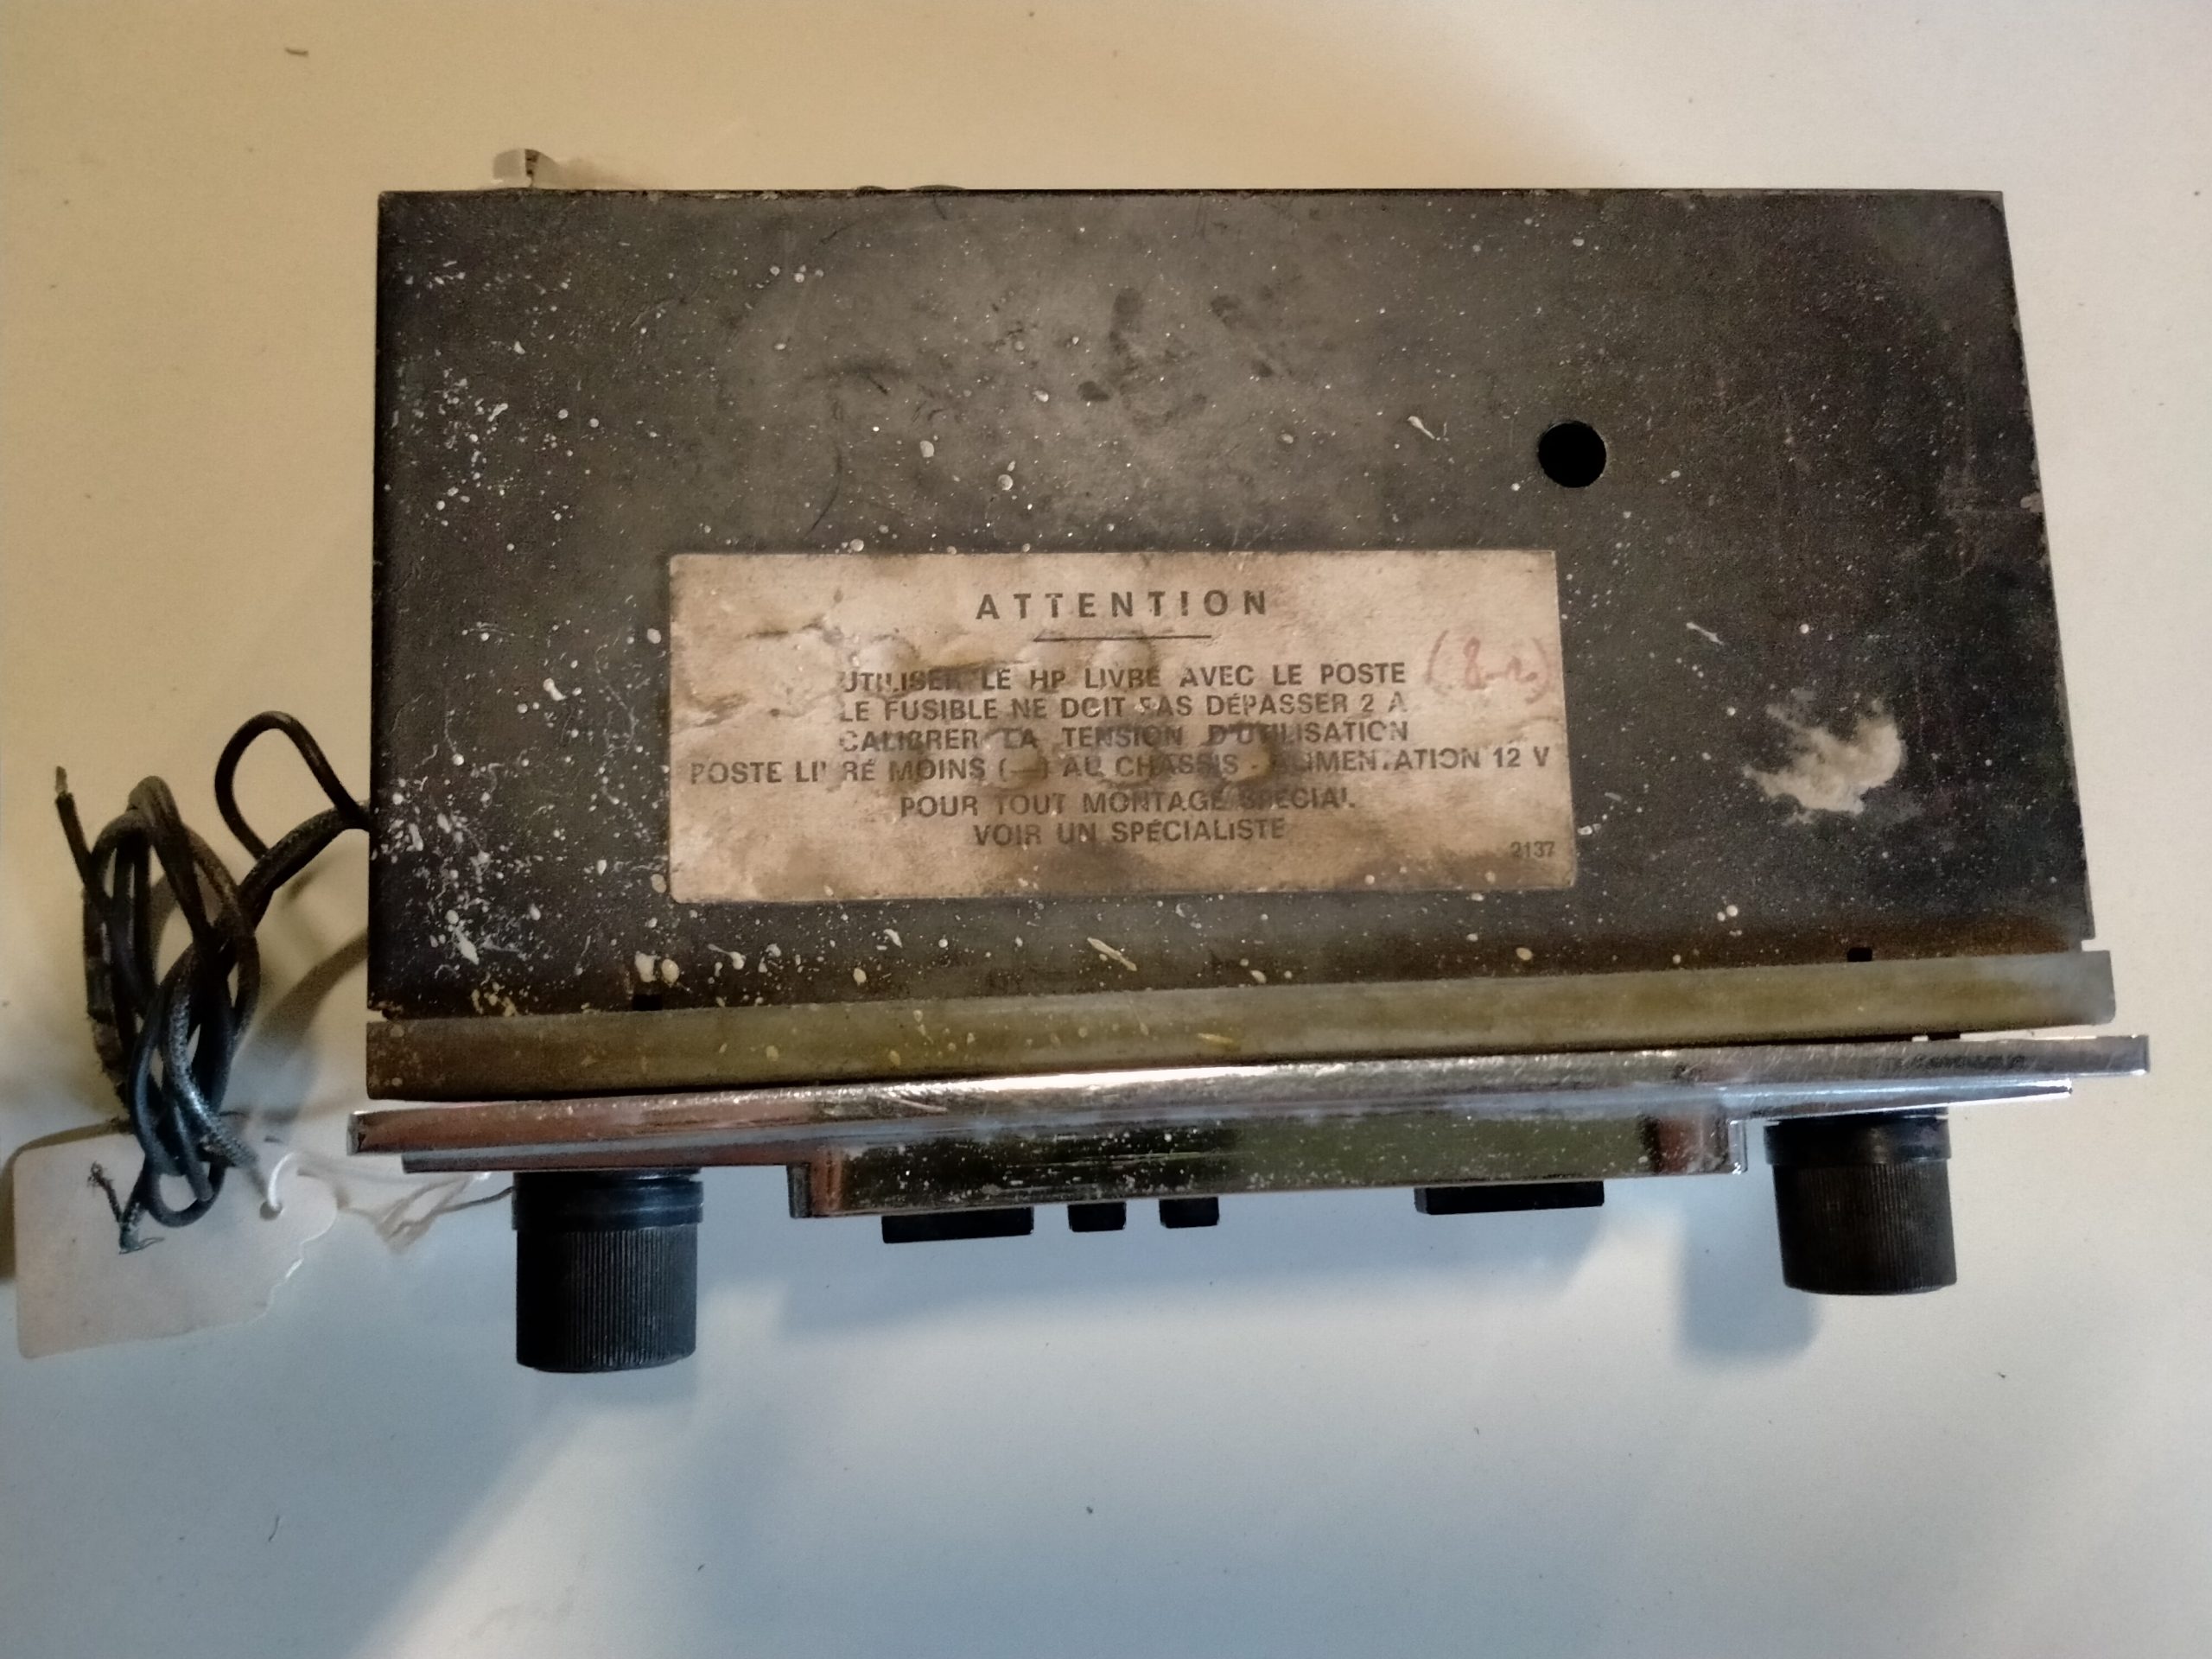 ATTENTION
UTILISER LE HP LIVRÉ AVEC LE POSTE
LE FUSIBLE NE DOIT PAS DÉPASSER 2 A
CALIBRER LA TENSION D'UTILISATION
POSTE LIVRÉ MOINS (—) AU CHASSIS - ALIMENTATION 12 V
POUR TOUT MONTAGE SPÉCIAL
VOIR UN SPÉCIALISTE
2137